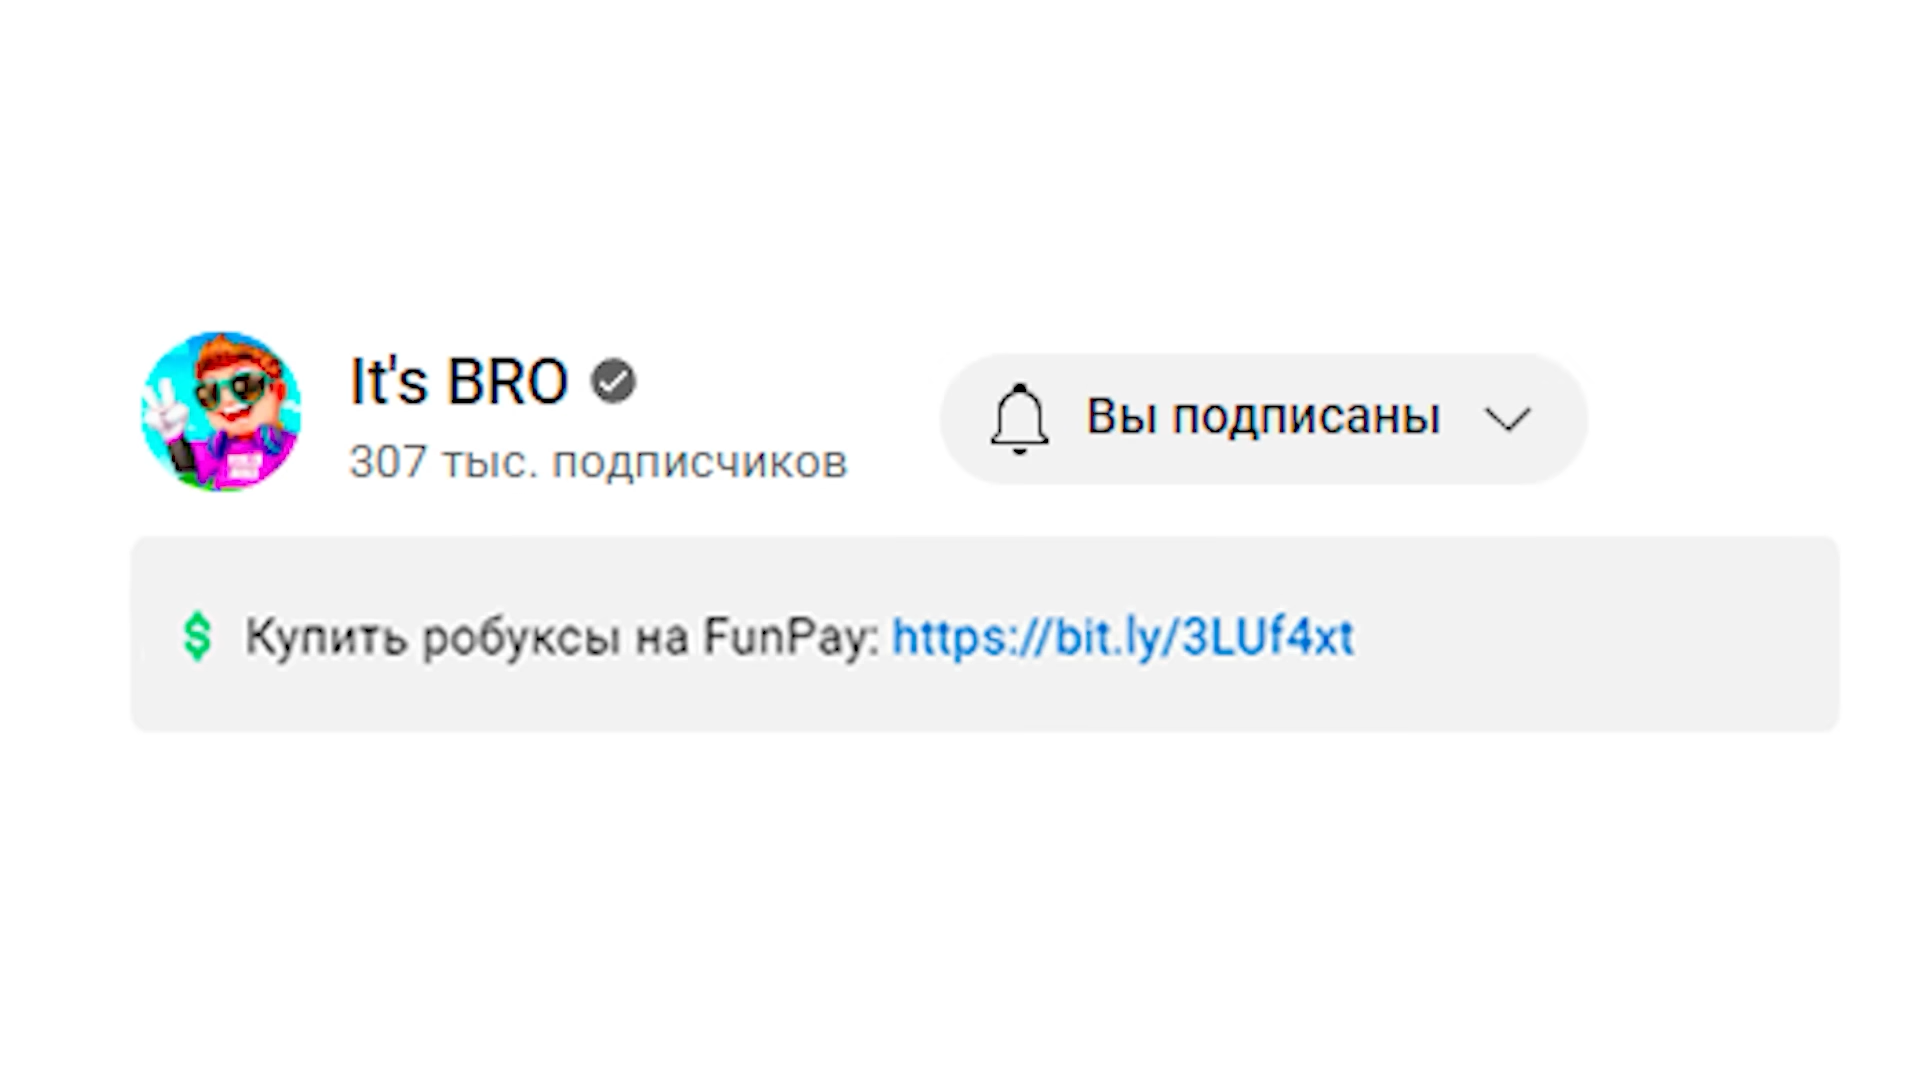 It's BRO
307 тыс. подписчиков
Вы подписаны
$ Купить робуксы на FunPay: https://bit.ly/3LUf4xt